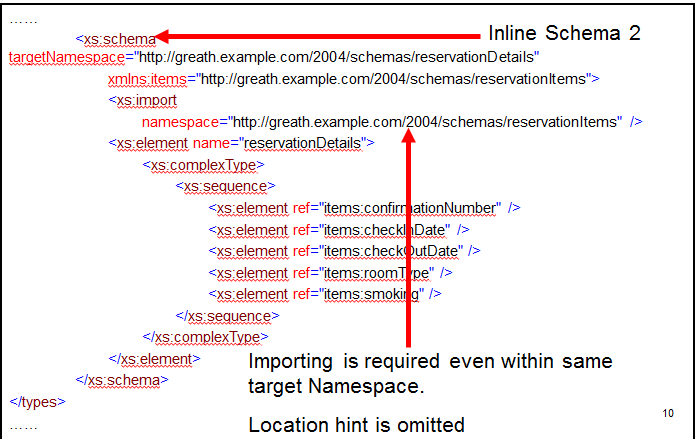 ......
<xs:schema
Inline Schema 2
targetNamespace="http://greath.example.com/2004/schemas/reservationDetails"
xmlns:items="http://greath.example.com/2004/schemas/reservationItems">
<xs:import
namespace="http://greath.example.com/2004/schemas/reservationItems" />
<xs:element name="reservationDetails">
<xs:complexType>
<xs:sequence>
<xs:element ref="items:confirmationNumber" />
<xs:element ref="items:checkInDate" />
<xs:element ref="items:checkOutDate" />
<xs:element ref="items:roomType" />
<xs:element ref="items:smoking" />
</xs:sequence>
</xs:complexType>
</xs:element>
</xs:schema>
</types>
......
Importing is required even within same
target Namespace.
Location hint is omitted
10